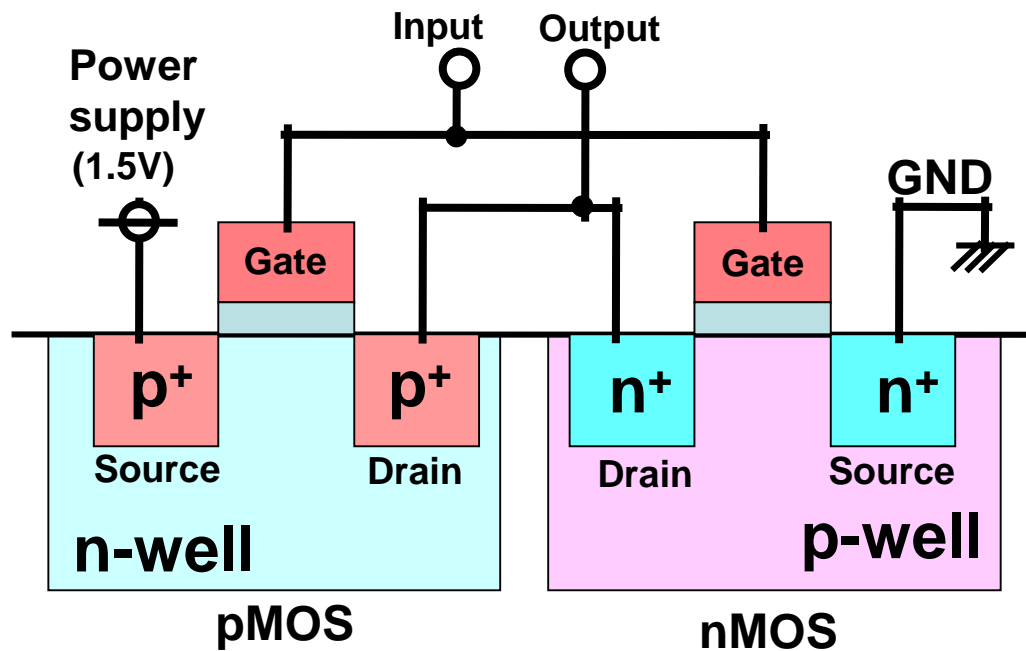 Input
Output
Power
supply
(1.5V)
GND
Gate
Gate
p+
p+
n+
n+
Source
Drain
Drain
Source
n-well
p-well
pMOS
nMOS